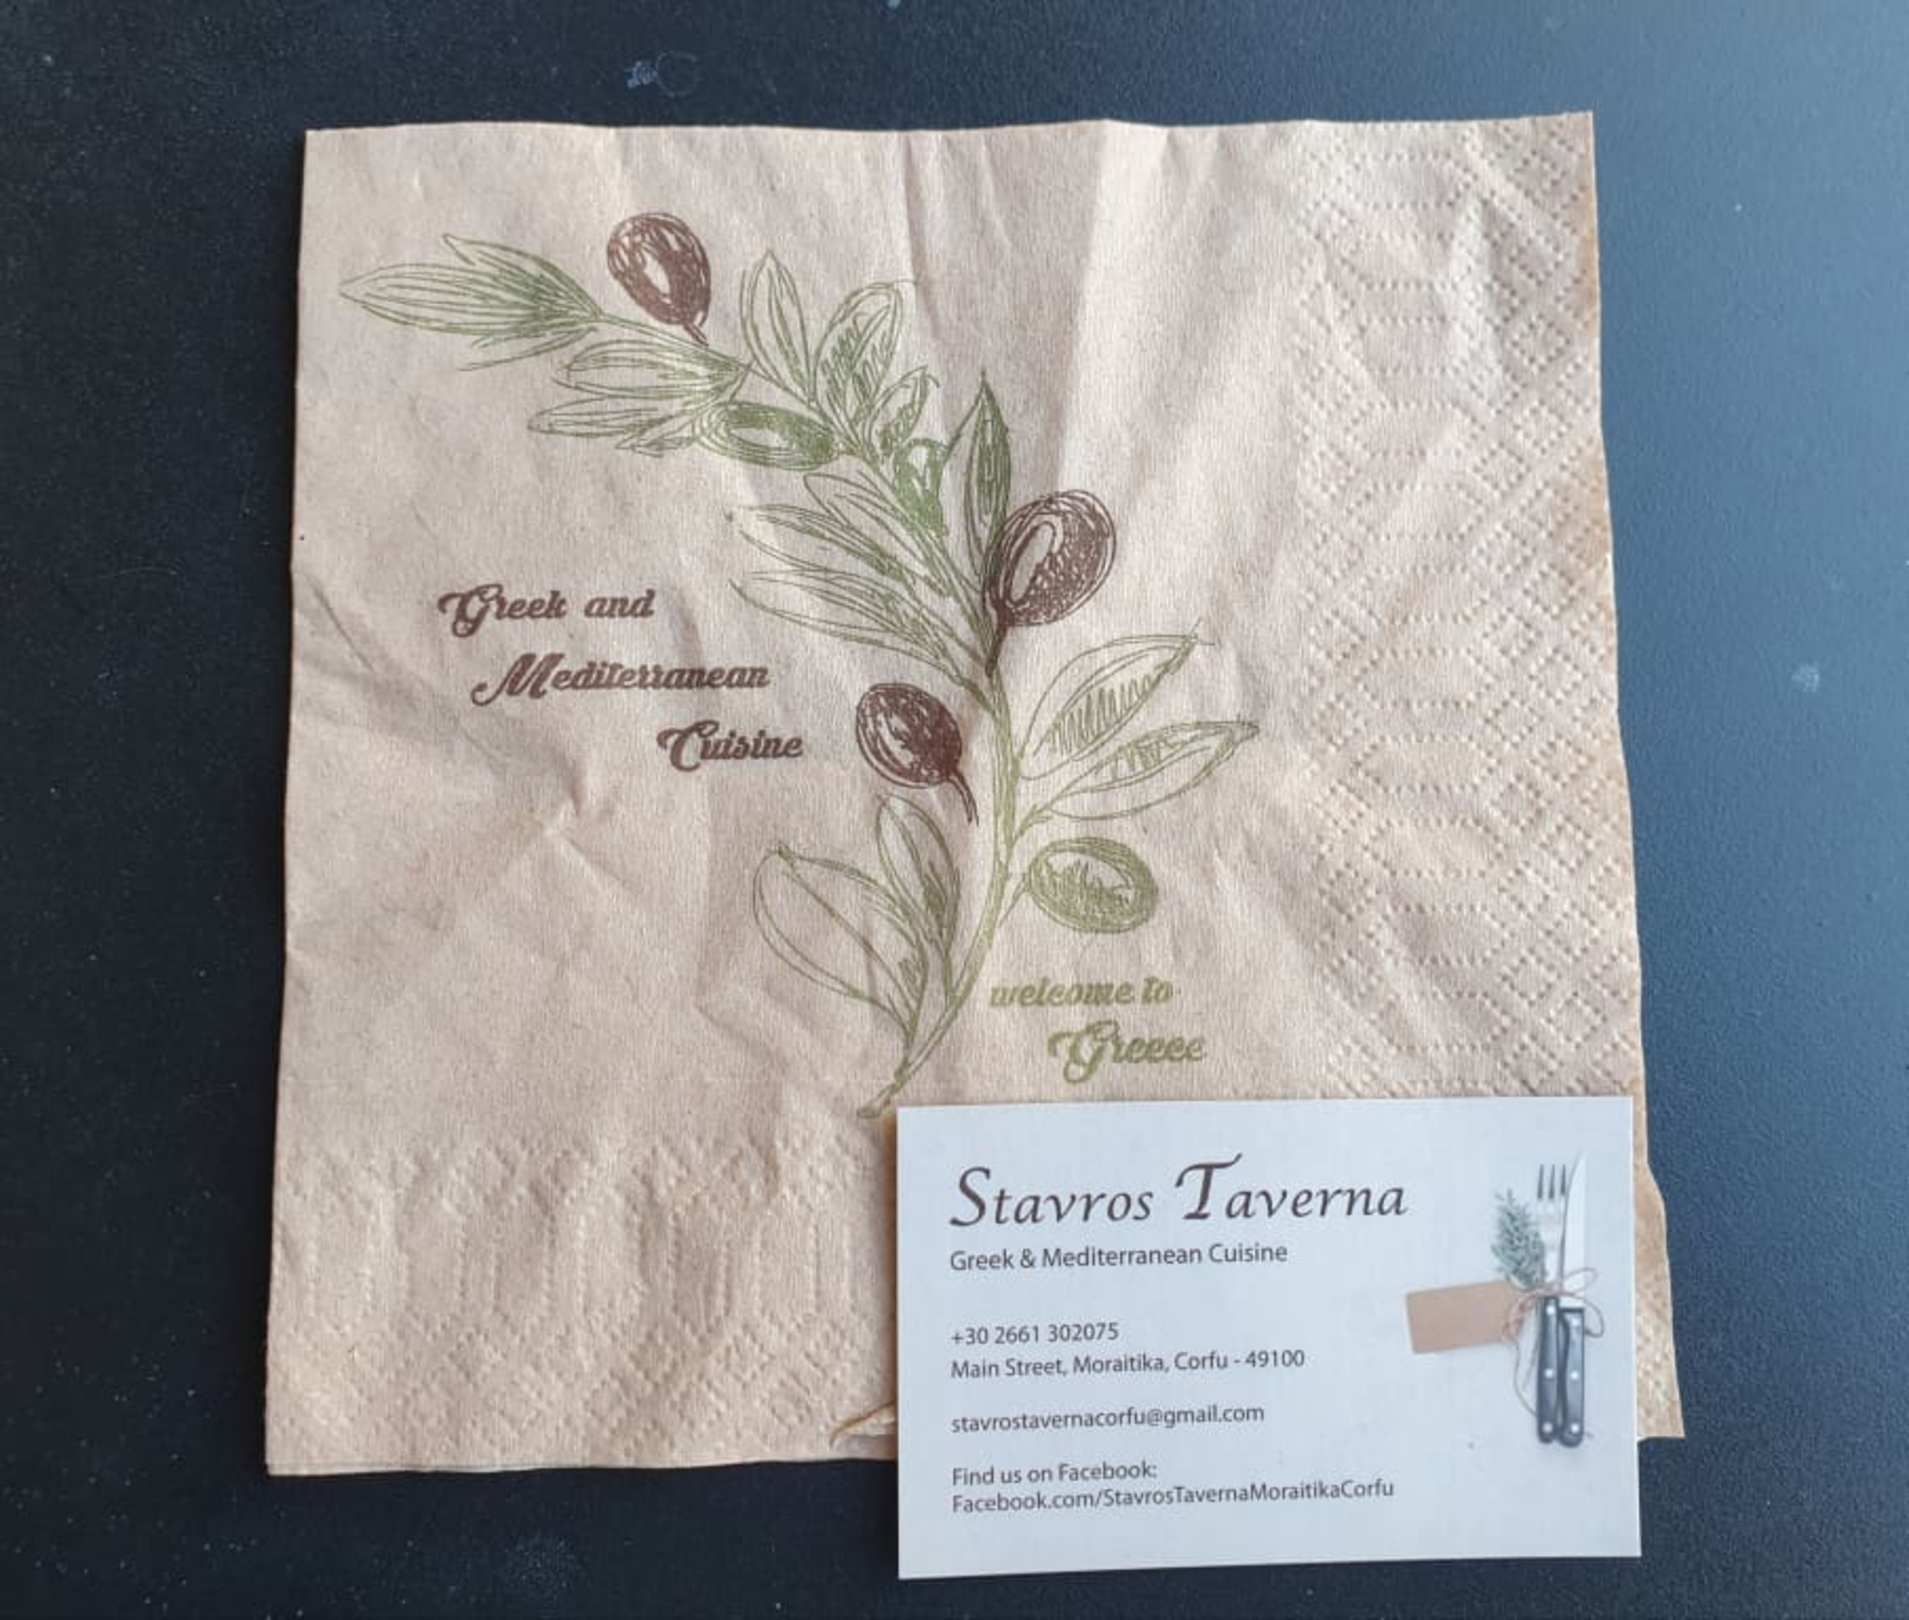 Greek and
Mediterranean
Cuisine
welcome to
Greece
Stavros Taverna
Greek & Mediterranean Cuisine
+30 2661 302075
Main Street, Moraitika, Corfu - 49100
stavrostavernacorfu@gmail.com
Find us on Facebook:
Facebook.com/StavrosTavernaMoraitikaCorfu